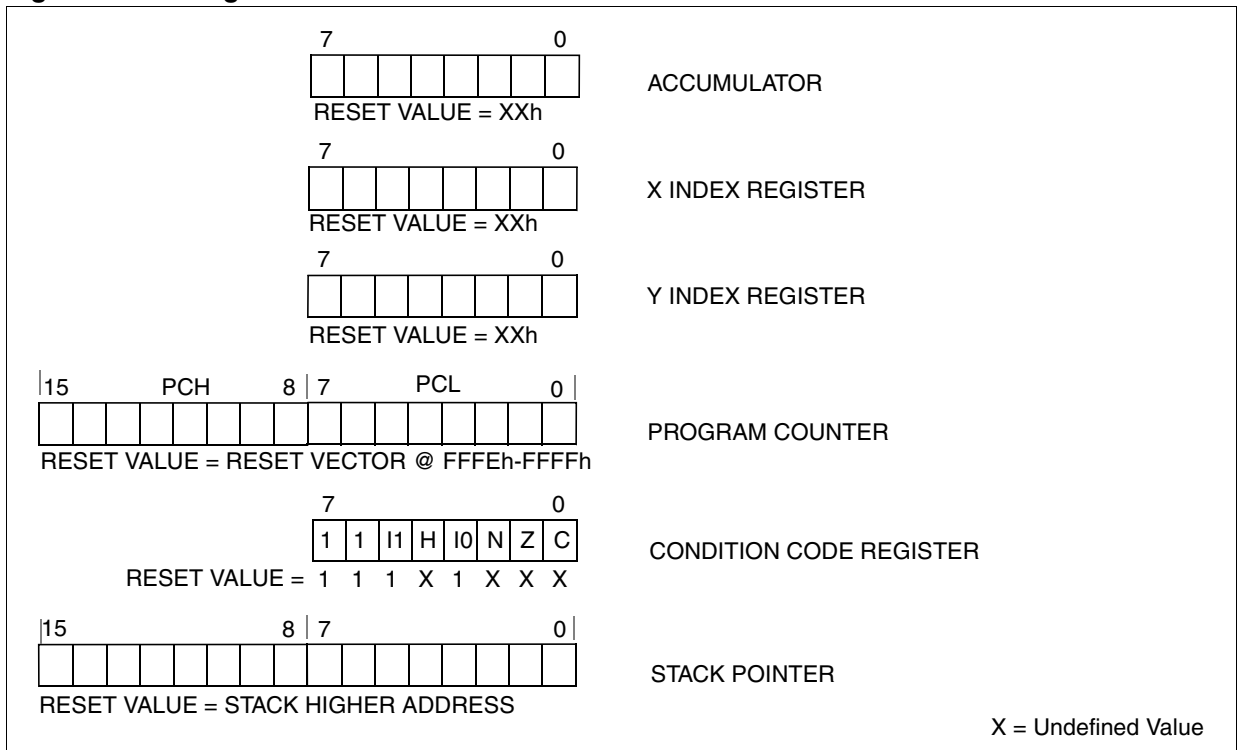 7 0
ACCUMULATOR
RESET VALUE = XXh
7 0
X INDEX REGISTER
RESET VALUE = XXh
7 0
Y INDEX REGISTER
RESET VALUE = XXh
15 PCH 8 7 PCL 0
PROGRAM COUNTER
RESET VALUE = RESET VECTOR @ FFFEh-FFFFh
7 0
1 1 I1 H I0 N Z C
CONDITION CODE REGISTER
RESET VALUE = 1 1 1 X 1 X X X
15 8 7 0
STACK POINTER
RESET VALUE = STACK HIGHER ADDRESS
X = Undefined Value